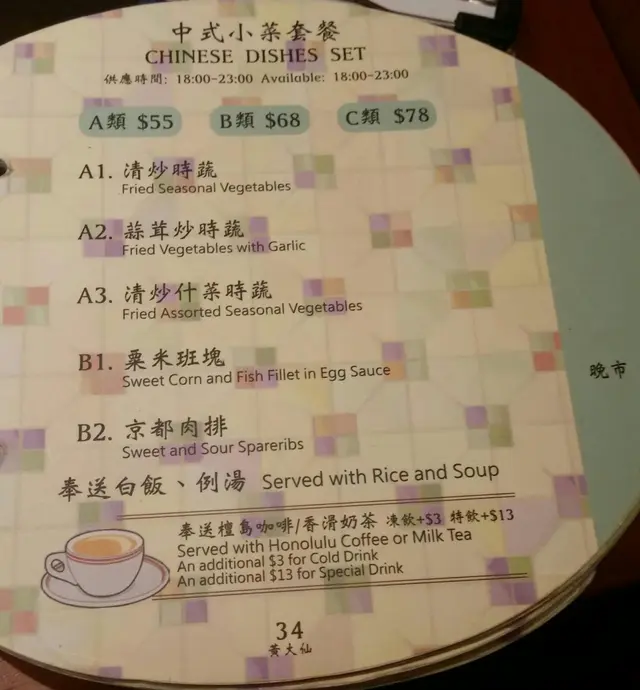 中式小菜套餐
CHINESE DISHES SET
供應時間: 18:00-23:00 Available: 18:00-23:00
A類 $55 B類 $68 C類 $78
A1. 清炒時蔬
Fried Seasonal Vegetables
A2. 蒜茸炒時蔬
Fried Vegetables with Garlic
A3. 清炒什菜時蔬
Fried Assorted Seasonal Vegetables
B1. 粟米班塊
Sweet Corn and Fish Fillet in Egg Sauce
B2. 京都肉排
Sweet and Sour Spareribs
奉送白飯、例湯 Served with Rice and Soup
奉送檀島咖啡/香滑奶茶 凍飲+$3 特飲+$13
Served with Honolulu Coffee or Milk Tea
An additional $3 for Cold Drink
An additional $13 for Special Drink
34
黃大仙
晚市